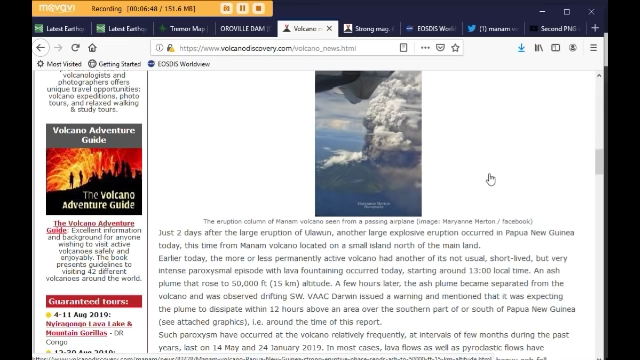 movavi
Recording
(00:06:48 / 151.6 MB)
Latest Earthq
Latest Earthq
Tremor Map |
OROVILLE DAM (D
Volcano n
Strong mag
EOSDIS Worldview
manam
Second PNG
https://www.volcanodiscovery.com/volcano_news.html
Most Visited
Getting Started
EOSDIS Worldview
volcanologists and
photographers offers
unique travel opportunities:
volcano expeditions, photo
tours, and relaxed walking
& study tours.
Volcano Adventure
Guide
The VOLCANO
ADVENTURE GUIDE
The Volcano Adventure
Guide: Excellent information
and background for anyone
wishing to visit active
volcanoes safely and
enjoyably. The book
presents guidelines to
visiting 42 different
volcanoes around the world.
Guaranteed tours:
4-11 Aug 2019:
Nyiragongo Lava Lake &
Mountain Gorillas - DR
Congo
Maryanne Merton
The eruption column of Manam volcano seen from a passing airplane (image: Maryanne Merton / facebook)
Just 2 days after the large eruption of Ulawun, another large explosive eruption occurred in Papua New Guinea
today, this time from Manam volcano located on a small island north of the main land.
Earlier today, the more or less permanently active volcano had another of its not usual, short-lived, but very
intense paroxysmal episode with lava fountaining occurred today, starting around 13:00 local time. An ash
plume that rose to 50,000 ft (15 km) altitude. A few hours later, the ash plume became separated from the
volcano and was observed drifting SW. VAAC Darwin issued a warning and mentioned that it was expecting
the plume to dissipate within 12 hours above an area over the southern part of or south of Papua New Guinea
(see attached graphics), i.e. around the time of this report.
Such paroxysm have occurred at the volcano relatively frequently, at intervals of few months during the past
years, last on 14 May and 24 January 2019. In most cases, lava flows as well as pyroclastic flows have